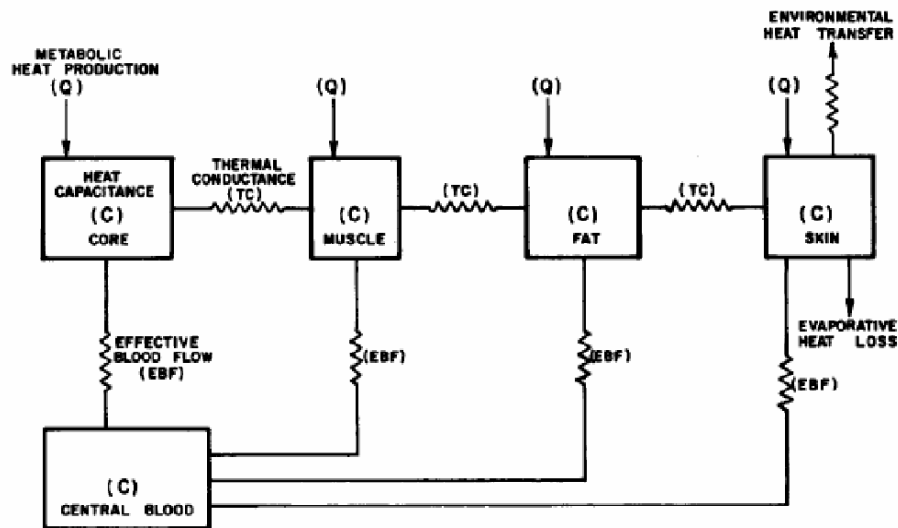 ENVIRONMENTAL
HEAT TRANSFER
METABOLIC
HEAT PRODUCTION
(Q)
(Q)
(Q)
(Q)
THERMAL
CONDUCTANCE
(TC)
(TC)
(TC)
HEAT
CAPACITANCE
(C)
CORE
(C)
MUSCLE
(C)
FAT
(C)
SKIN
EFFECTIVE
BLOOD FLOW
(EBF)
(EBF)
(EBF)
(EBF)
EVAPORATIVE
HEAT LOSS
(C)
CENTRAL BLOOD